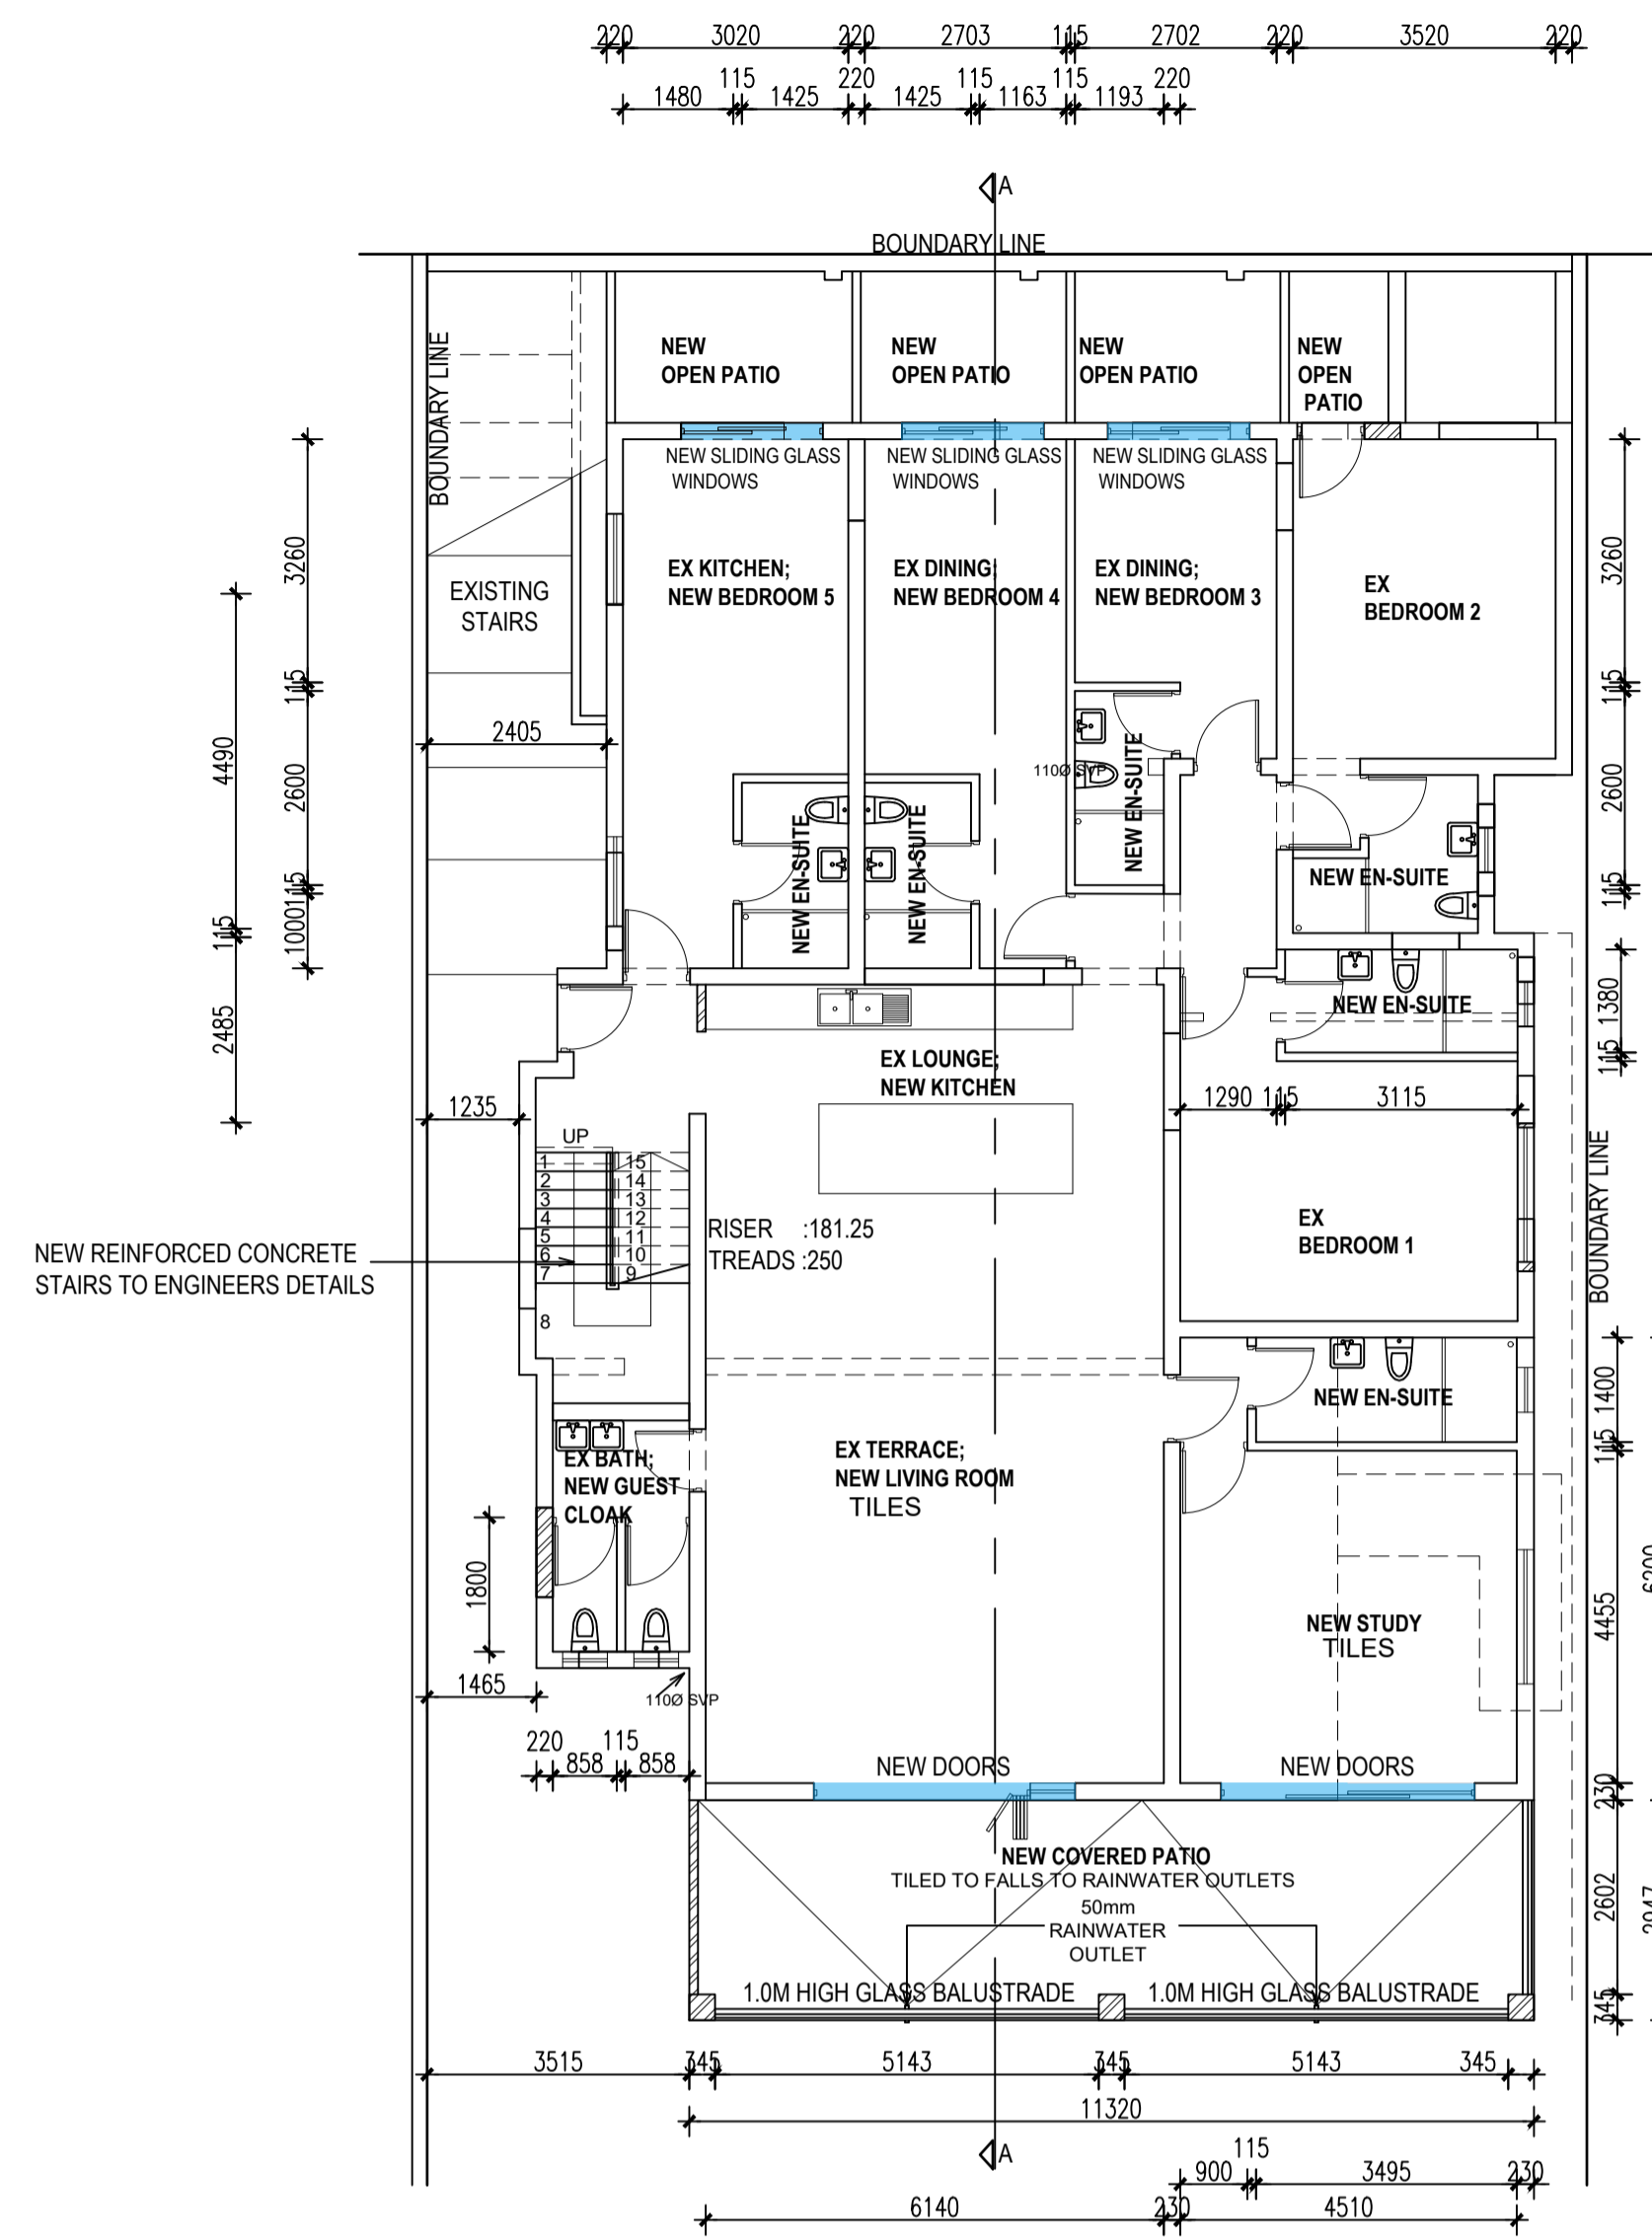 220 3020 220 2703 115 2702 220 3520 220
115 220 115 115 220
1480 1425 1425 1163 1193
A
BOUNDARY LINE
BOUNDARY LINE
NEW
OPEN PATIO
NEW
OPEN PATIO
NEW
OPEN PATIO
NEW
OPEN
PATIO
NEW SLIDING GLASS
WINDOWS
NEW SLIDING GLASS
WINDOWS
NEW SLIDING GLASS
WINDOWS
3260
115
2600
115
1000
4490
115
2485
3260
115
2600
115
1380
115
EXISTING
STAIRS
EX KITCHEN;
NEW BEDROOM 5
EX DINING;
NEW BEDROOM 4
EX DINING;
NEW BEDROOM 3
EX
BEDROOM 2
2405
110Ø SVP
NEW EN-SUITE
NEW EN-SUITE
NEW EN-SUITE
NEW EN-SUITE
NEW EN-SUITE
EX LOUNGE;
NEW KITCHEN
1235
1290 115 3115
UP
1 15
2 14
3 13
4 12
5 11
6 10
7 9
8
RISER :181.25
TREADS :250
NEW REINFORCED CONCRETE
STAIRS TO ENGINEERS DETAILS
EX
BEDROOM 1
BOUNDARY LINE
NEW EN-SUITE
1400
115
4455
230
2602
345
EX BATH;
NEW GUEST
CLOAK
EX TERRACE;
NEW LIVING ROOM
TILES
1800
NEW STUDY
TILES
1465
110Ø SVP
220 115
858 858
NEW DOORS
NEW DOORS
NEW COVERED PATIO
TILED TO FALLS TO RAINWATER OUTLETS
50mm
RAINWATER
OUTLET
1.0M HIGH GLASS BALUSTRADE
1.0M HIGH GLASS BALUSTRADE
3515 345 5143 345 5143 345
11320
A
115
900 3495 230
6140 230 4510